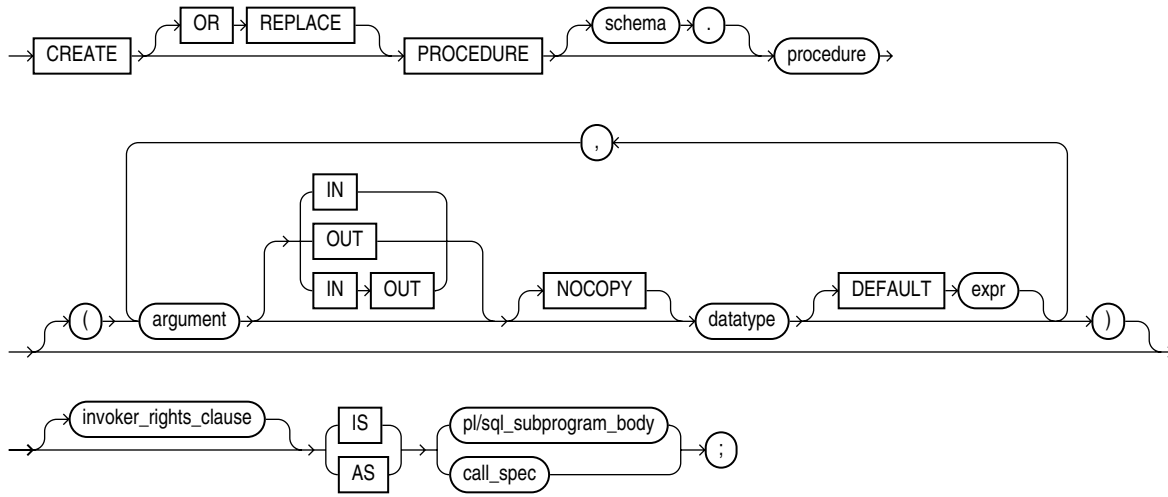 CREATE OR REPLACE PROCEDURE schema . procedure
,
IN
OUT
IN OUT
( argument NOCOPY datatype DEFAULT expr )
invoker_rights_clause IS pl/sql_subprogram_body ;
AS call_spec